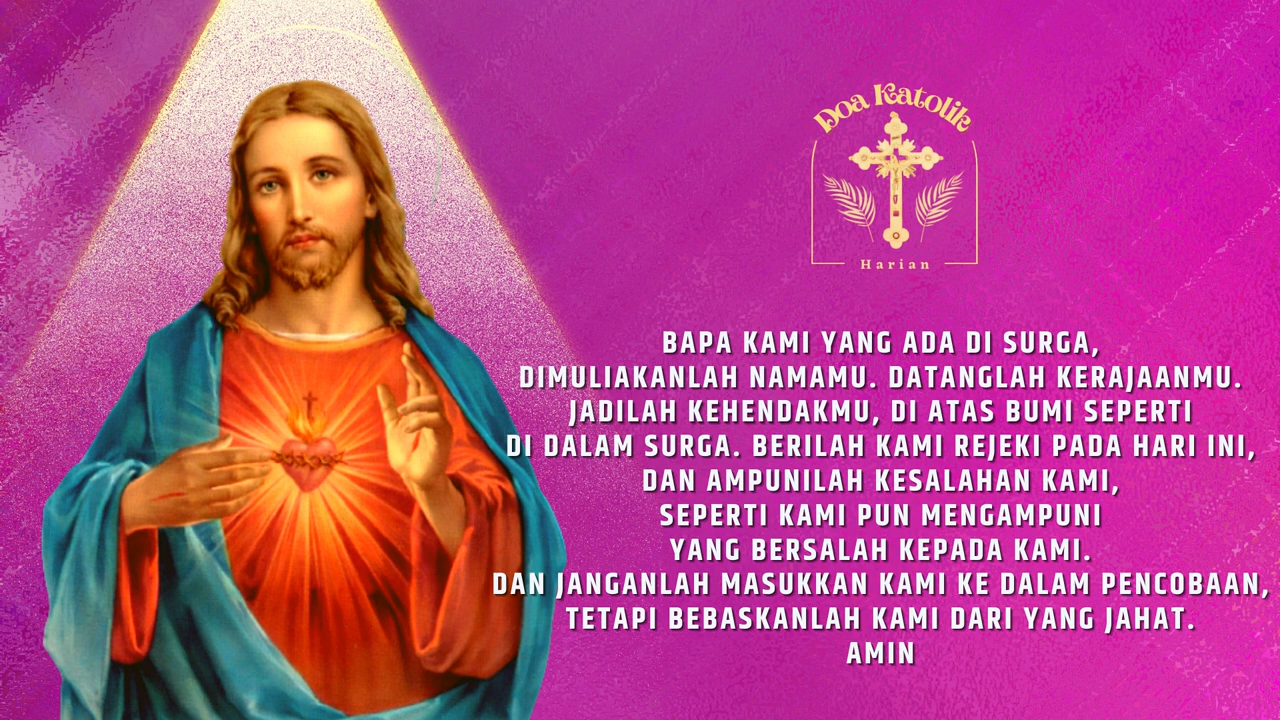 Doa Katolik
Harian
BAPA KAMI YANG ADA DI SURGA,
DIMULIAKANLAH NAMAMU. DATANGLAH KERAJAANMU.
JADILAH KEHENDAKMU, DI ATAS BUMI SEPERTI
DI DALAM SURGA. BERILAH KAMI REJEKI PADA HARI INI,
DAN AMPUNILAH KESALAHAN KAMI,
SEPERTI KAMI PUN MENGAMPUNI
YANG BERSALAH KEPADA KAMI.
DAN JANGANLAH MASUKKAN KAMI KE DALAM PENCOBAAN,
TETAPI BEBASKANLAH KAMI DARI YANG JAHAT.
AMIN